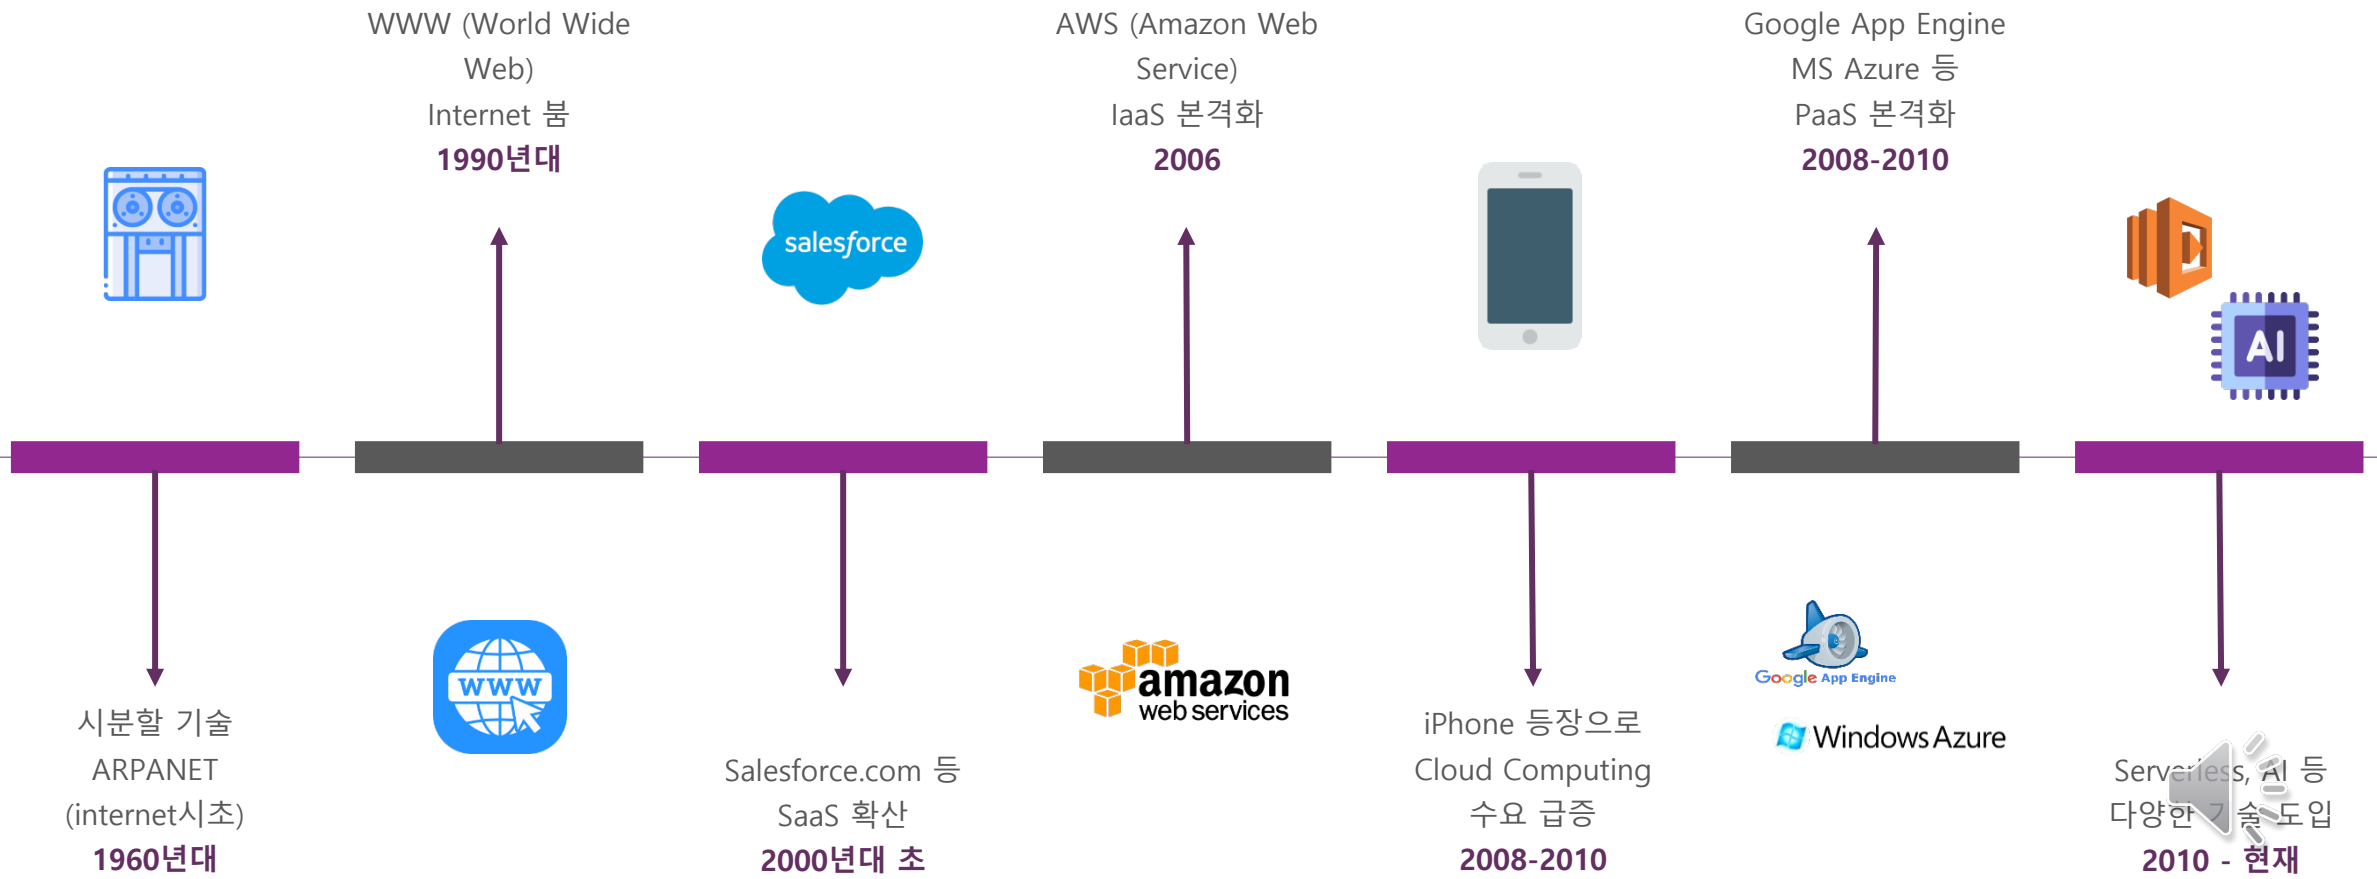 WWW (World Wide
Web)
Internet 붐
1990년대
AWS (Amazon Web
Service)
IaaS 본격화
2006
Google App Engine
MS Azure 등
PaaS 본격화
2008-2010
salesforce
AI
WWW
amazon
web services
Google App Engine
Windows Azure
시분할 기술
ARPANET
(internet시초)
1960년대
Salesforce.com 등
SaaS 확산
2000년대 초
iPhone 등장으로
Cloud Computing
수요 급증
2008-2010
Serverless, AI 등
다양한 기술 도입
2010 - 현재